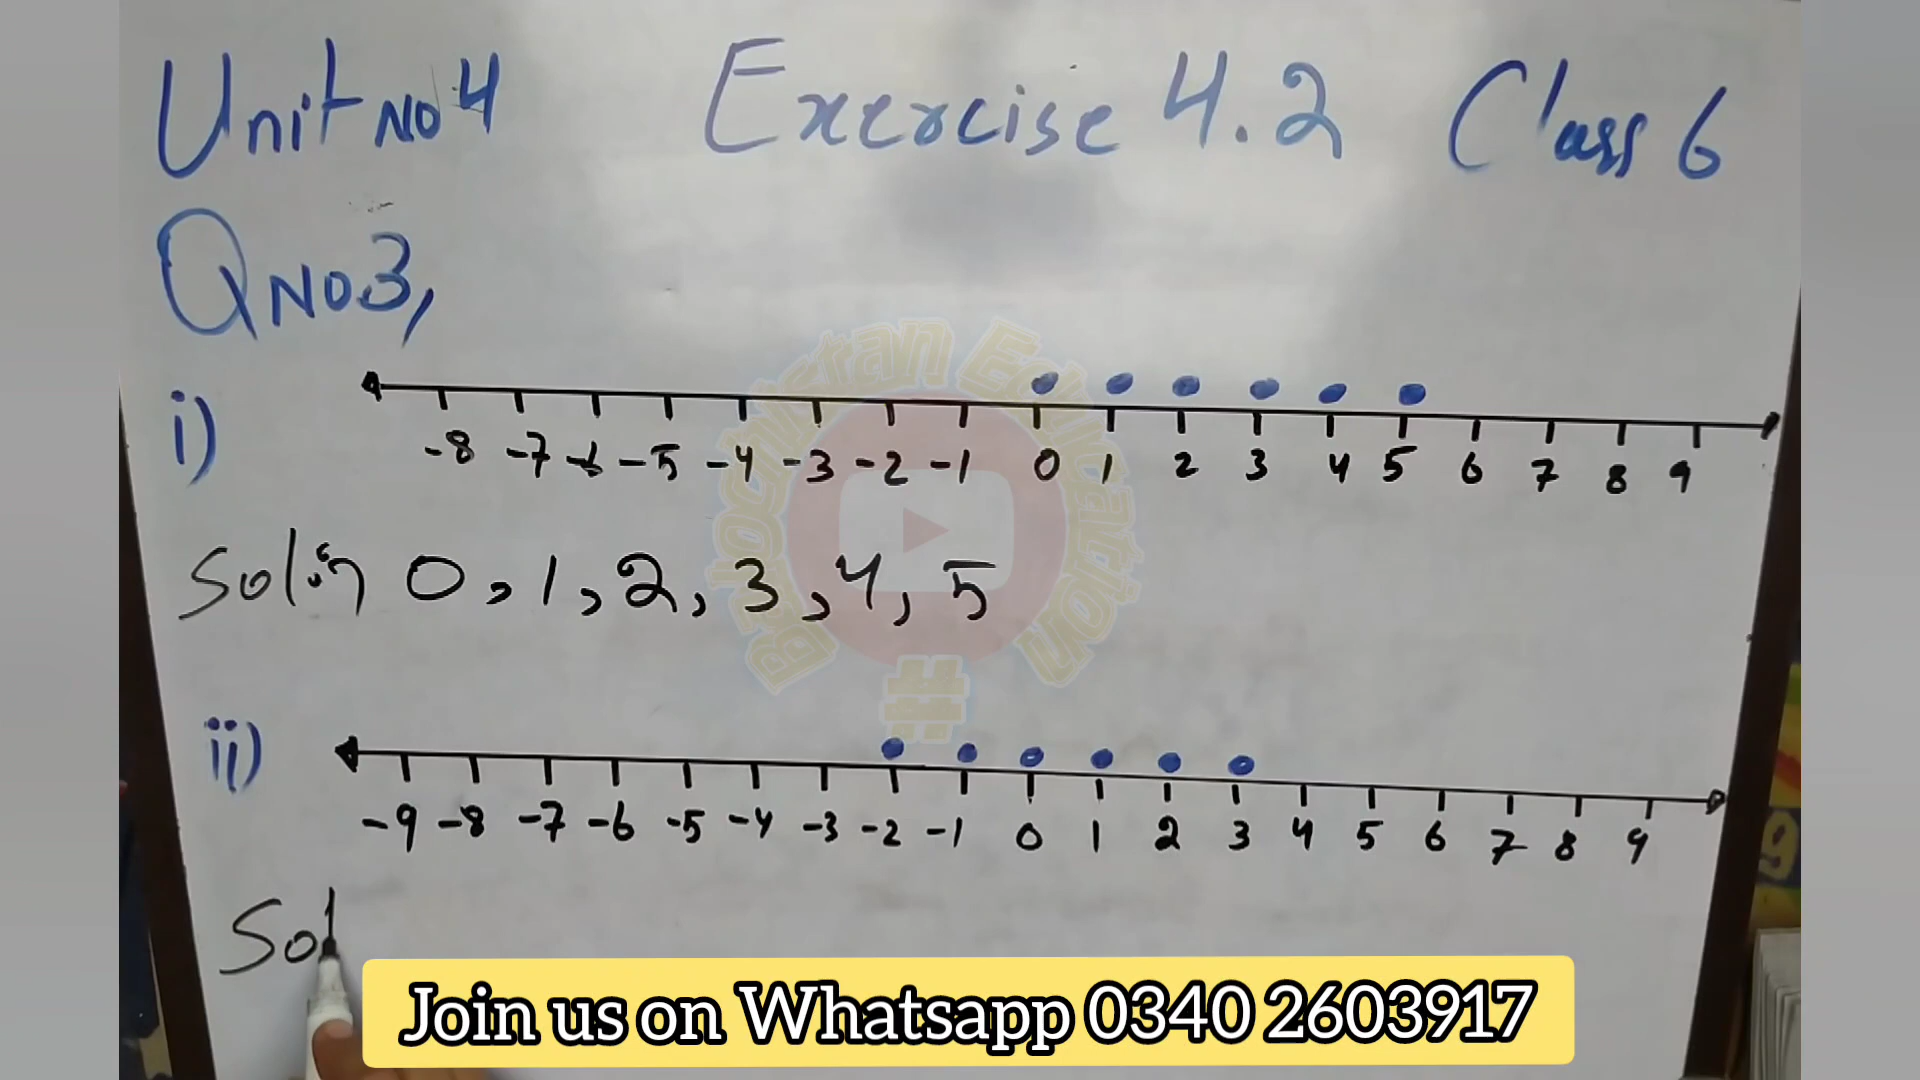 Unit No 4 Exercise 4.2 Class 6
Q No 3,
i)
-8 -7 -6 -5 -4 -3 -2 -1 0 1 2 3 4 5 6 7 8 9
Sol: 0, 1, 2, 3, 4, 5
Balochistan Education
#
ii)
-9 -8 -7 -6 -5 -4 -3 -2 -1 0 1 2 3 4 5 6 7 8 9
9
Sol
Join us on Whatsapp 0340 2603917